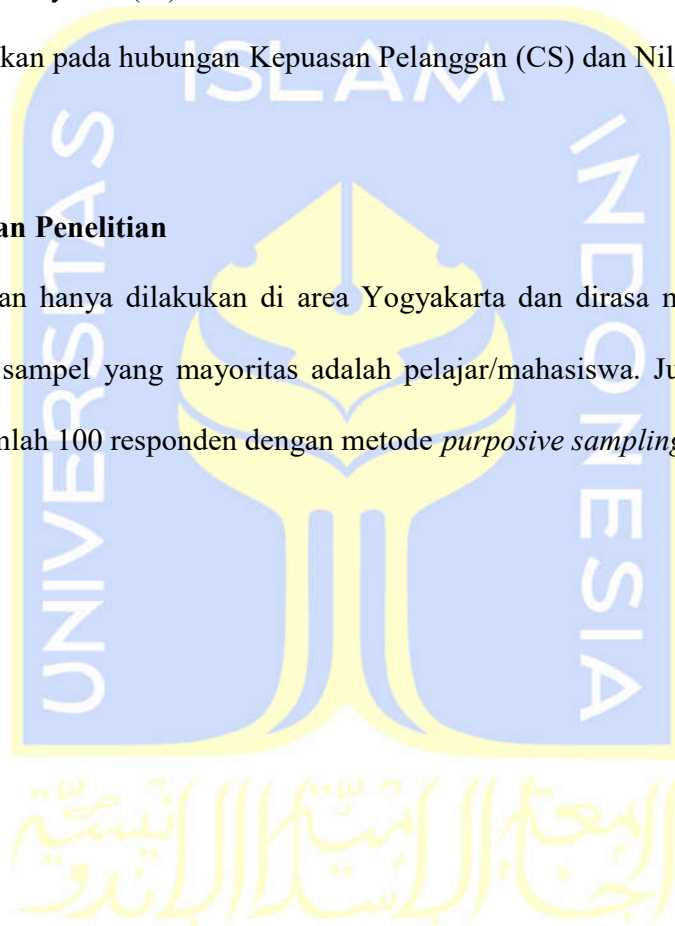 kan pada hubungan Kepuasan Pelanggan (CS) dan Nil
an Penelitian
an hanya dilakukan di area Yogyakarta dan dirasa
sampel yang mayoritas adalah pelajar/mahasiswa. Ju
mlah 100 responden dengan metode purposive sampling
UNIVERSITAS
ISLAM
INDONESIA